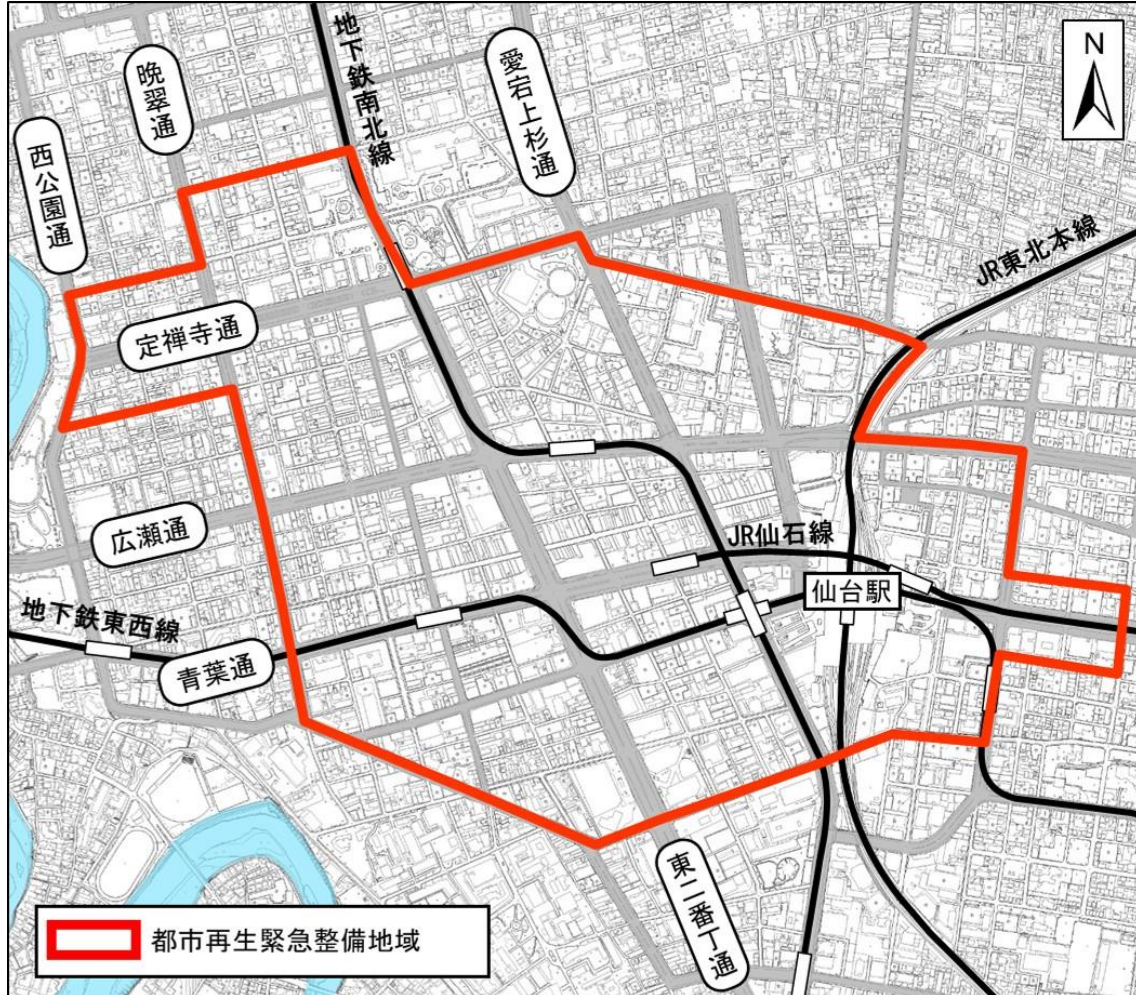 地下鉄南北線
N
愛宕上杉通
晩翠通
西公園通
JR東北本線
定禅寺通
広瀬通
JR仙石線
仙台駅
地下鉄東西線
青葉通
東二番丁通
都市再生緊急整備地域